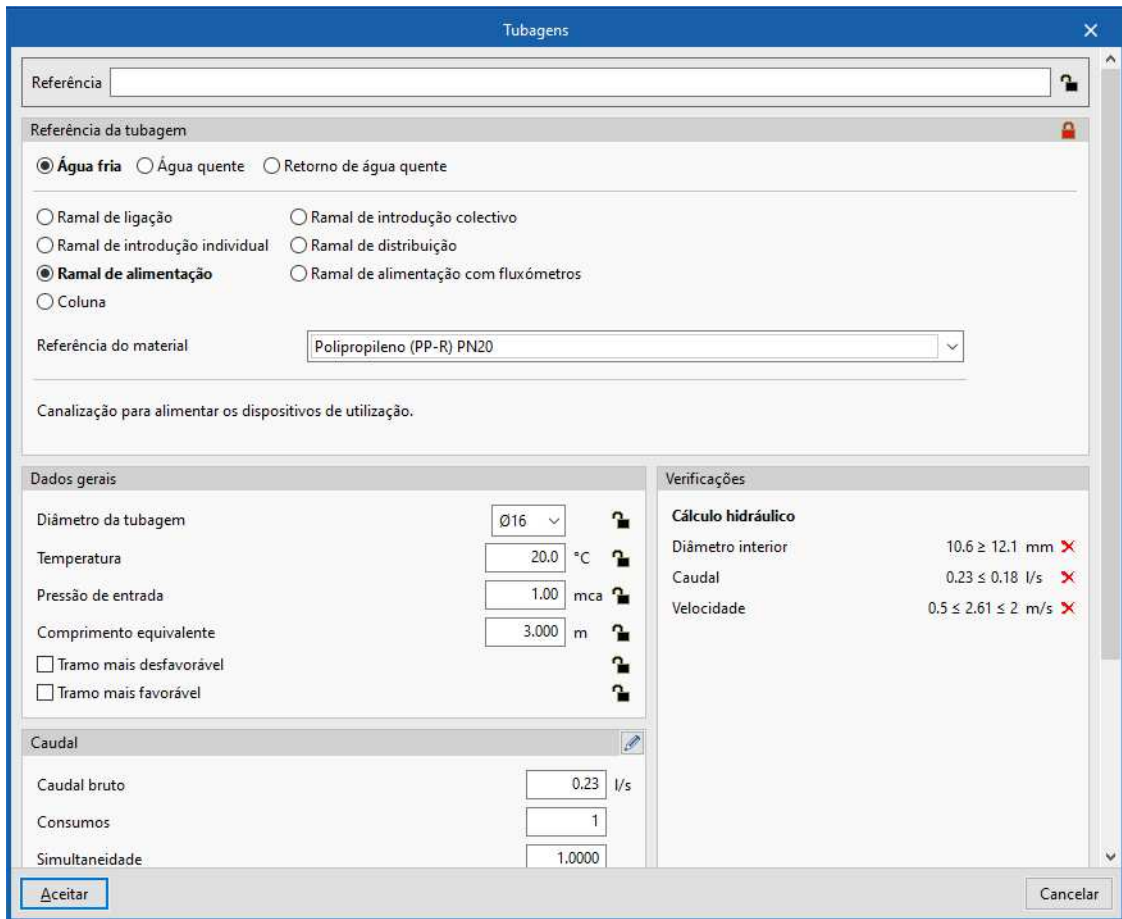 Tubagens
Referência
Referência da tubagem
Água fria Água quente Retorno de água quente
Ramal de ligação Ramal de introdução colectivo
Ramal de introdução individual Ramal de distribuição
Ramal de alimentação Ramal de alimentação com fluxómetros
Coluna
Referência do material Polipropileno (PP-R) PN20
Canalização para alimentar os dispositivos de utilização.
Dados gerais
Diâmetro da tubagem Ø16
Temperatura 20.0 °C
Pressão de entrada 1.00 mca
Comprimento equivalente 3.000 m
Tramo mais desfavorável
Tramo mais favorável
Caudal
Caudal bruto 0.23 l/s
Consumos 1
Simultaneidade 1.0000
Verificações
Cálculo hidráulico
Diâmetro interior 10.6 ≥ 12.1 mm
Caudal 0.23 ≤ 0.18 l/s
Velocidade 0.5 ≤ 2.61 ≤ 2 m/s
Aceitar Cancelar